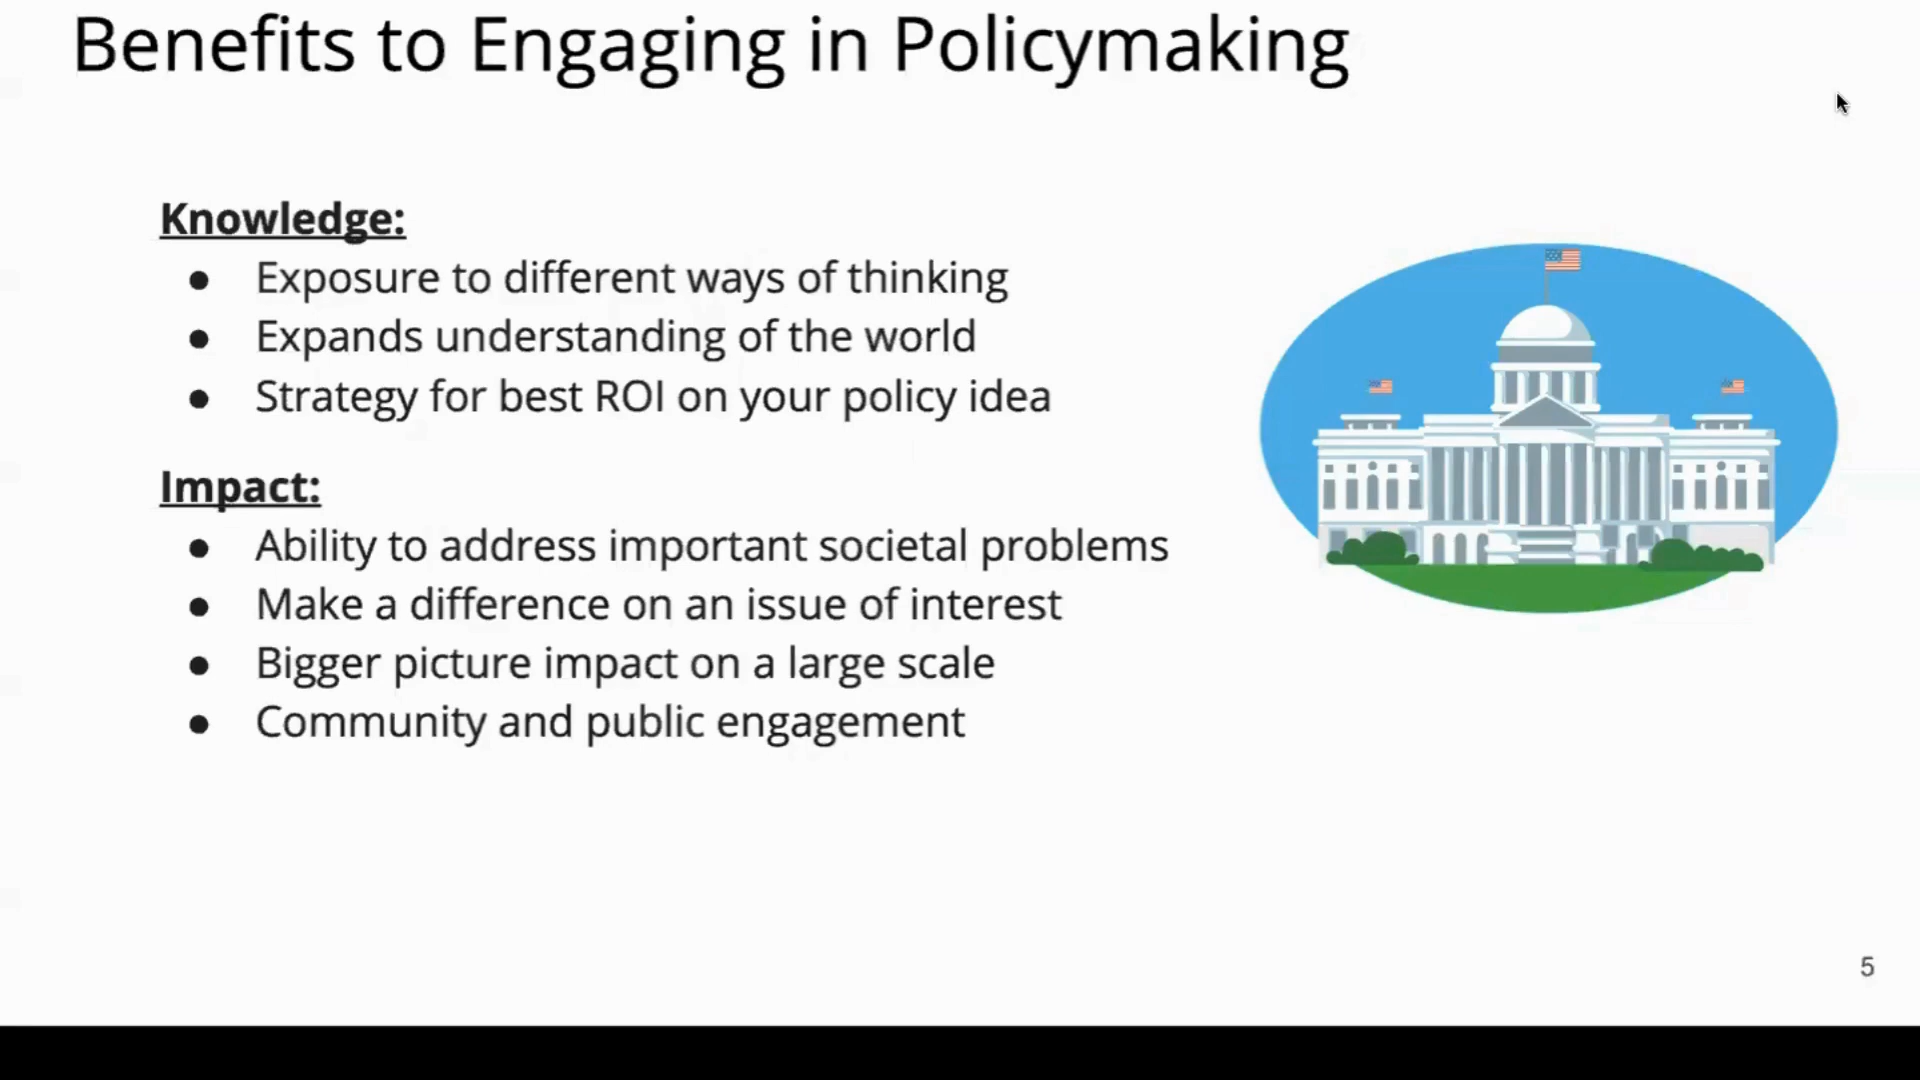 Benefits to Engaging in Policymaking
Knowledge:
● Exposure to different ways of thinking
● Expands understanding of the world
● Strategy for best ROI on your policy idea
Impact:
● Ability to address important societal problems
● Make a difference on an issue of interest
● Bigger picture impact on a large scale
● Community and public engagement
5